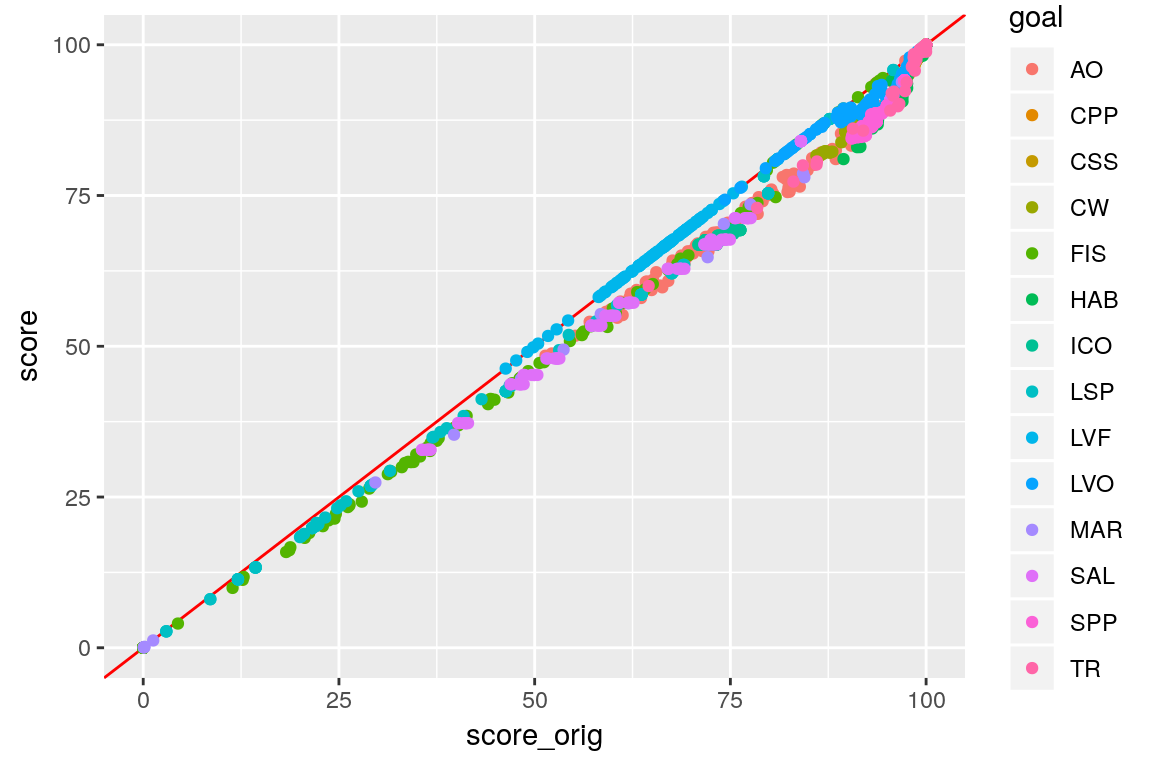 goal
100
75
50
25
0
score
0 25 50 75 100
score_orig
AO
CPP
CSS
CW
FIS
HAB
ICO
LSP
LVF
LVO
MAR
SAL
SPP
TR